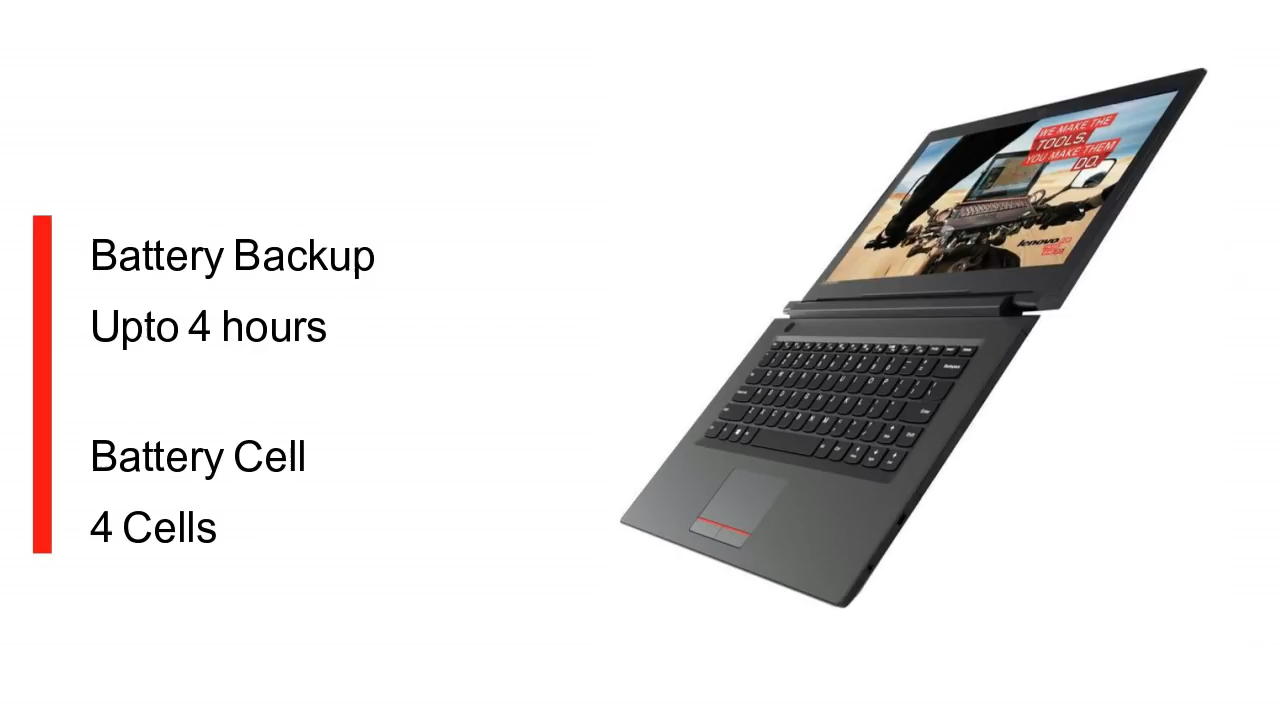 Battery Backup
Upto 4 hours
Battery Cell
4 Cells
WE MAKE THE
TOOLS.
YOU MAKE THEM
DO.
lenovo